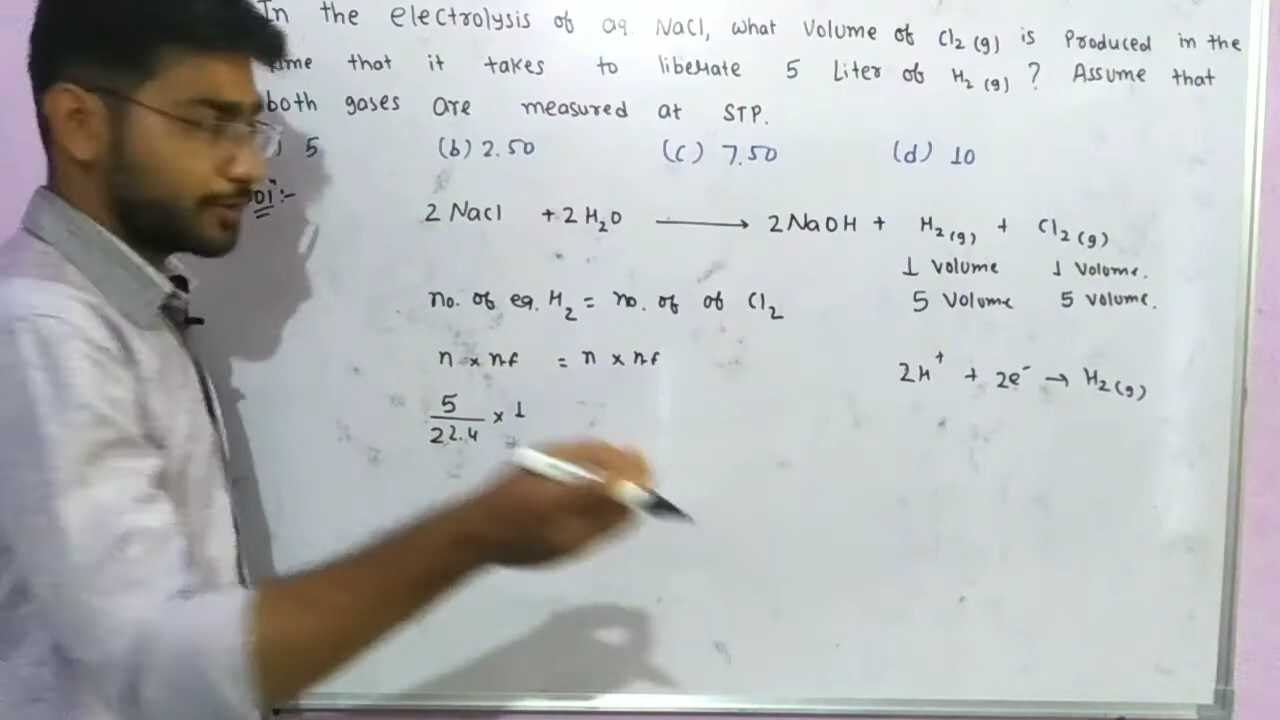 In the electrolysis of aq. NaCl, what volume of Cl2 (g) is Produced in the
that it takes to liberate 5 Liter of H2 (g) ? Assume that
both gases are measured at STP.
) 5 (b) 2.50 (c) 7.50 (d) 10
2 NaCl + 2 H2O ⟶ 2 NaOH + H2(g) + Cl2(g)
1 volume 1 volume.
no. of eq. H2 = no. of of Cl2 5 volume 5 volume.
n × nf = n × nf 2H+ + 2e- → H2(g)
5/22.4 × 1